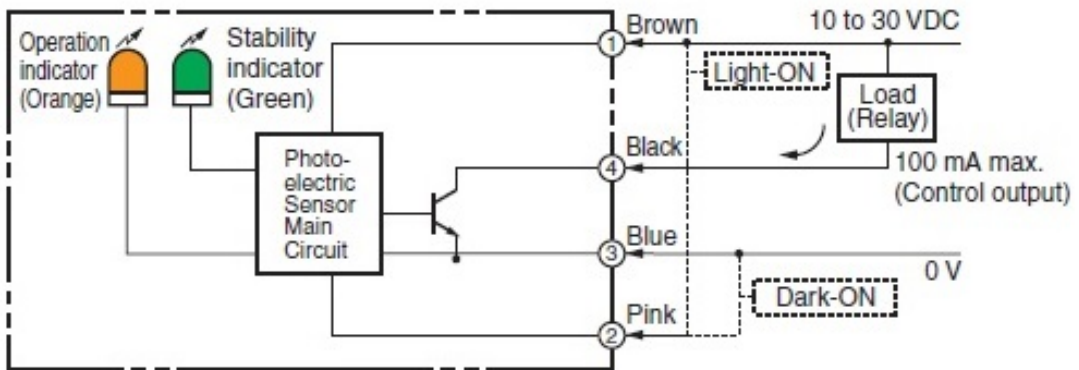 Operation
indicator
(Orange)
Stability
indicator
(Green)
Photo-
electric
Sensor
Main
Circuit
1
Brown
10 to 30 VDC
Light-ON
Load
(Relay)
4
Black
100 mA max.
(Control output)
3
Blue
0 V
Dark-ON
2
Pink